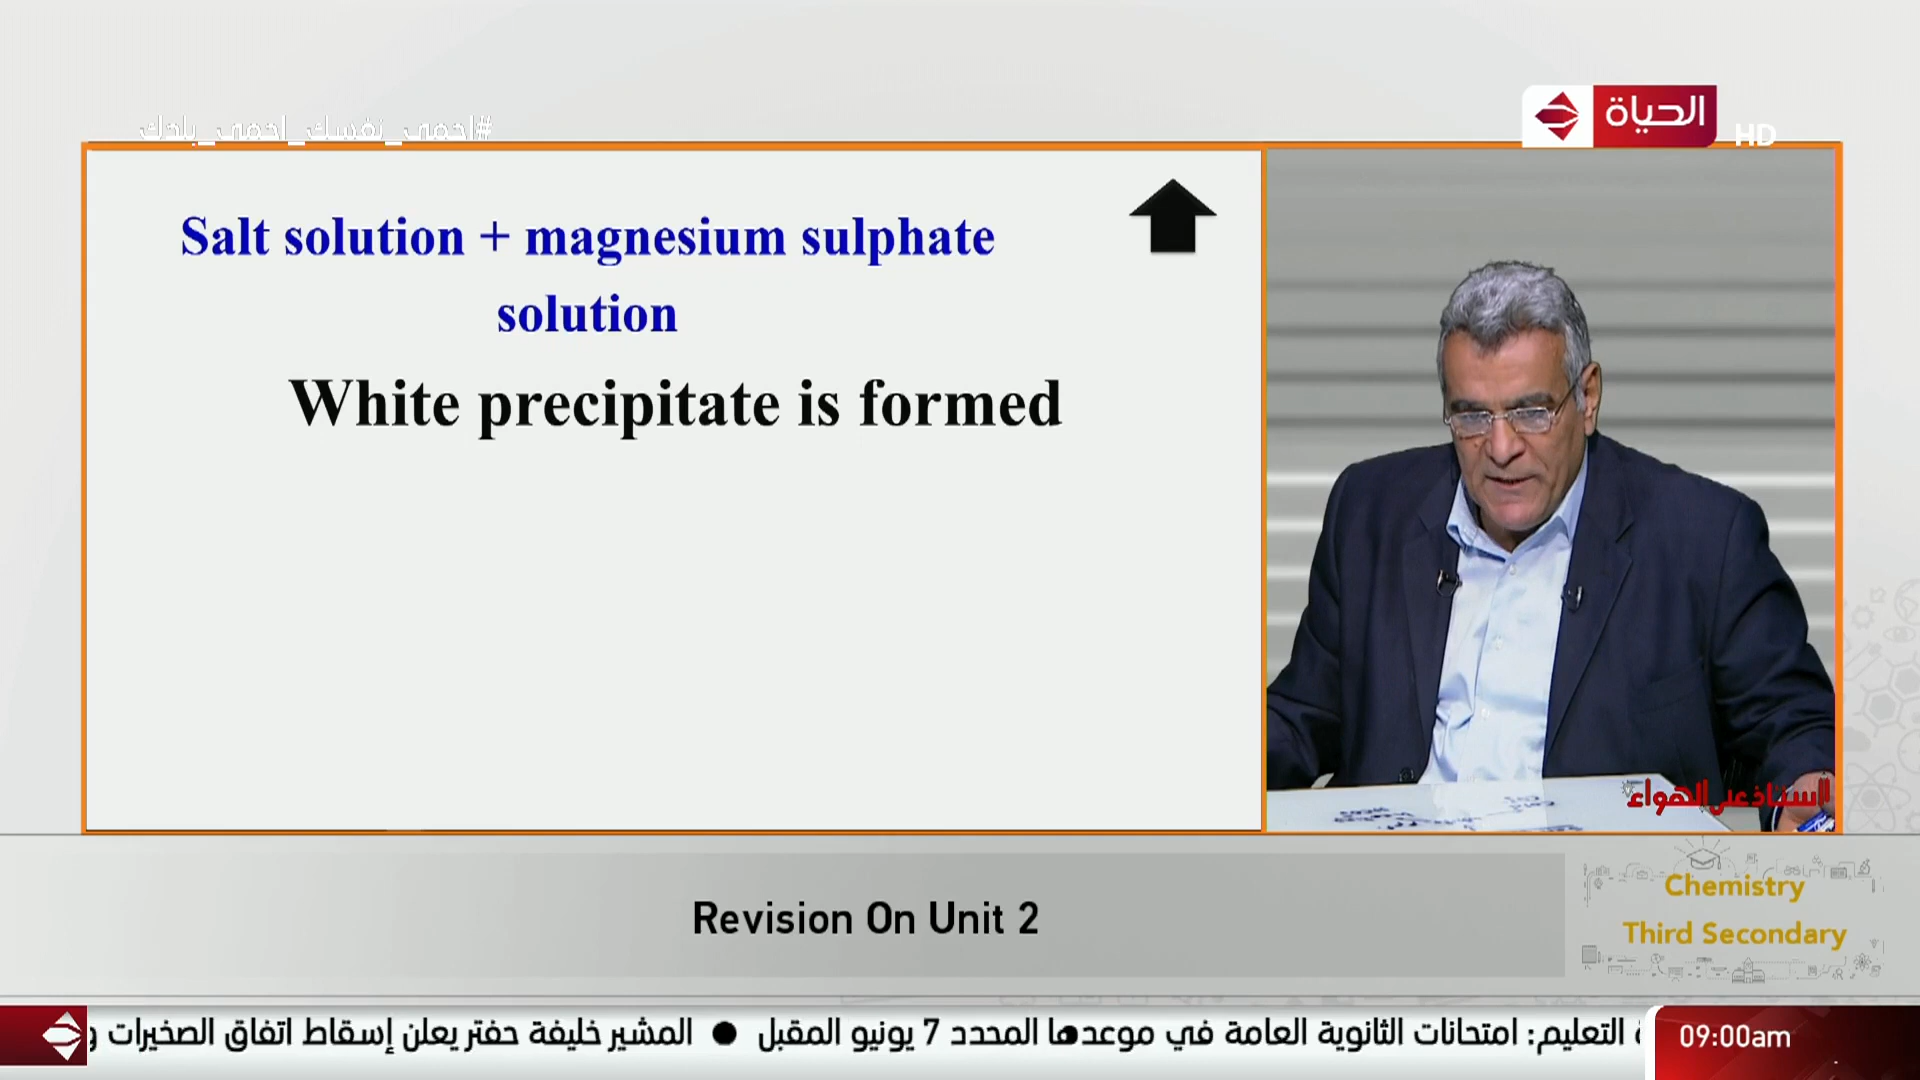 #احمي_نفسك_إحمي_بلدك
الحياة
HD
Salt solution + magnesium sulphate
solution
White precipitate is formed
#أستاذ على الهواء
Chemistry
Third Secondary
Revision On Unit 2
ة التعليم: امتحانات الثانوية العامة في موعدها المحدد 7 يونيو المقبل ● المشير خليفة حفتر يعلن إسقاط اتفاق الصخيرات و
09:00am